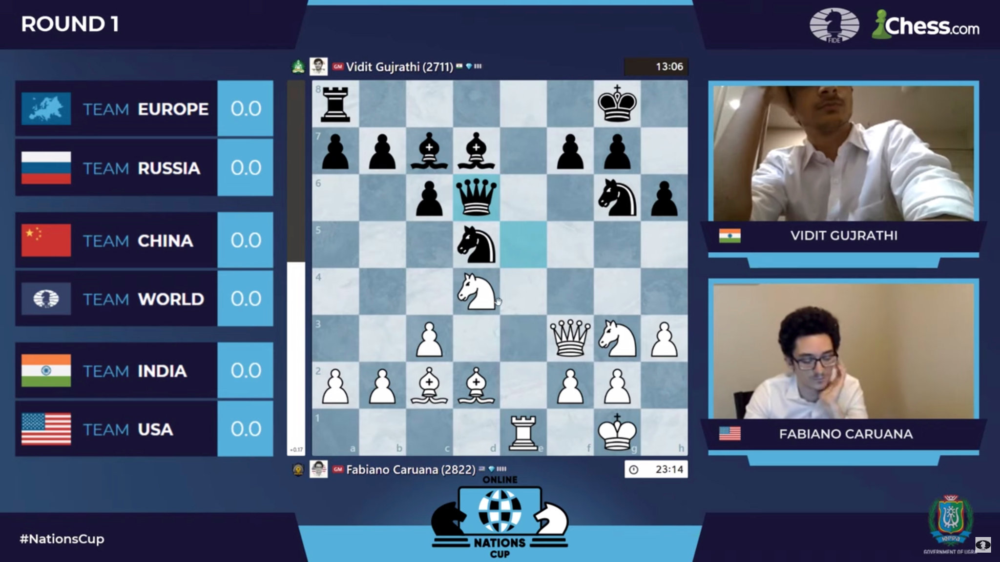 ROUND 1
FIDE
Chess.com
GM Vidit Gujrathi (2711)
13:06
TEAM EUROPE 0.0
TEAM RUSSIA 0.0
TEAM CHINA 0.0
TEAM WORLD 0.0
TEAM INDIA 0.0
TEAM USA 0.0
8
7
6
5
4
3
2
1
a b c d e f g h
+0.17
GM Fabiano Caruana (2822)
23:14
VIDIT GUJRATHI
FABIANO CARUANA
ONLINE
NATIONS
CUP
#NationsCup
ЮГРА
GOVERNMENT OF UGRA